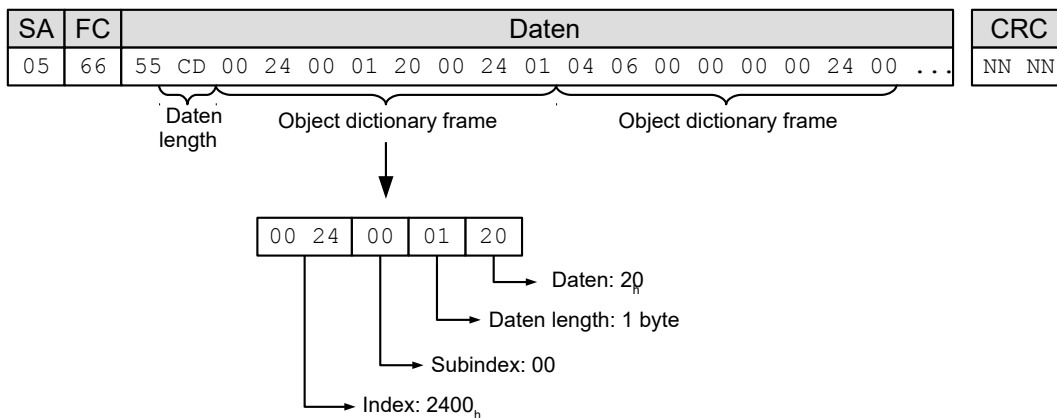 SA FC Daten CRC
05 66 55 CD 00 24 00 01 20 00 24 01 04 06 00 00 00 00 24 00 ... NN NN
Daten length Object dictionary frame Object dictionary frame
00 24 00 01 20
Daten: 20h
Daten length: 1 byte
Subindex: 00
Index: 2400h